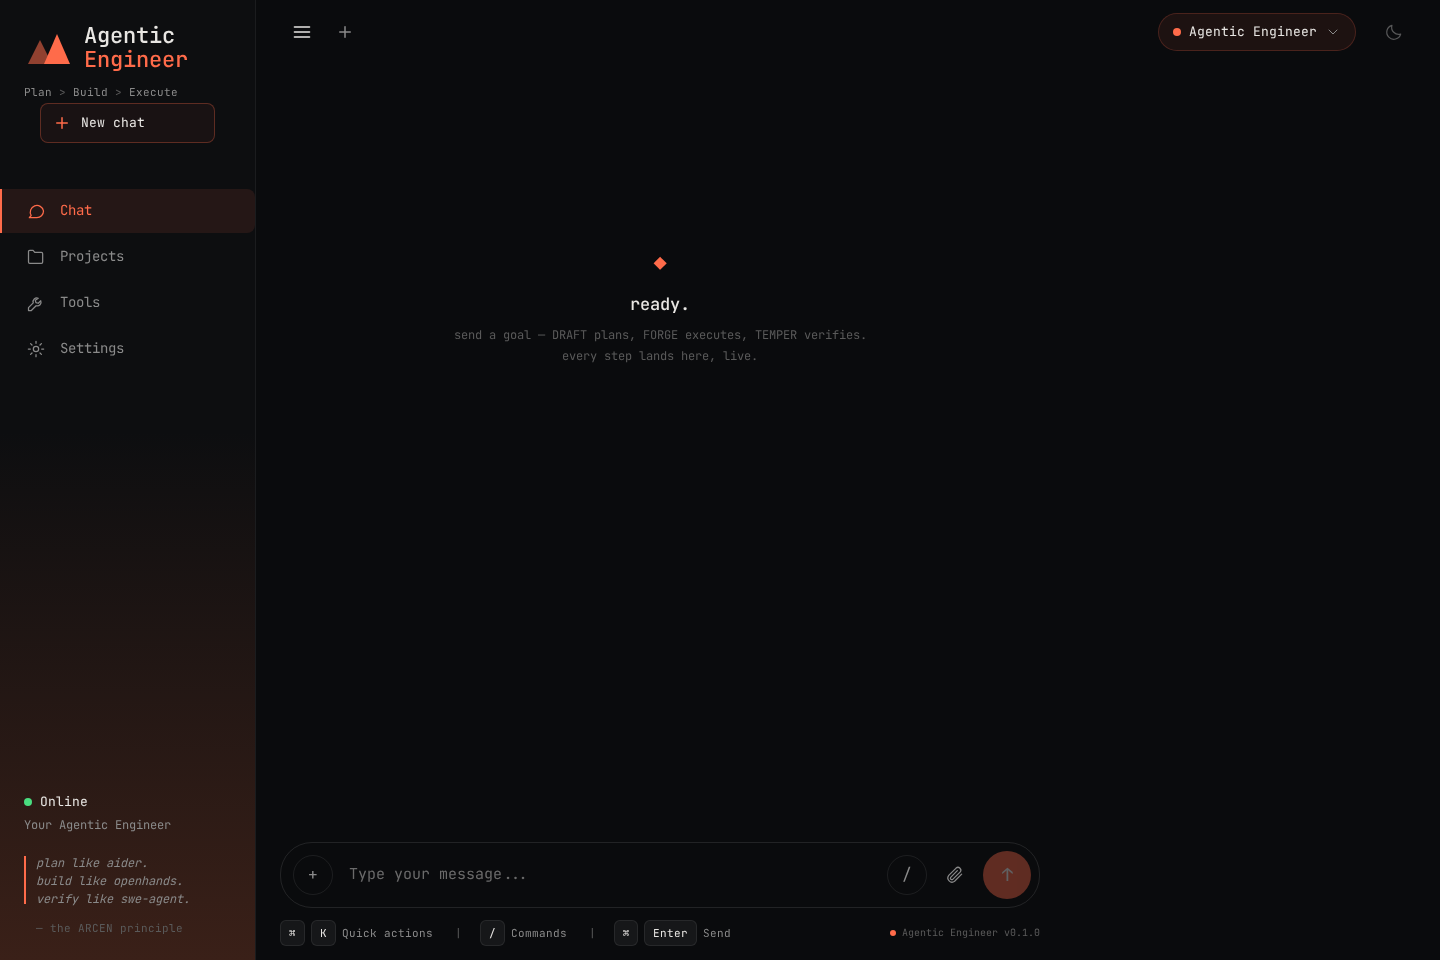 Agentic
Engineer
Plan > Build > Execute
+ New chat
Chat
Projects
Tools
Settings
Online
Your Agentic Engineer
plan like aider.
build like openhands.
verify like swe-agent.
— the ARCEN principle
+
Agentic Engineer
ready.
send a goal — DRAFT plans, FORGE executes, TEMPER verifies.
every step lands here, live.
+ Type your message... /
⌘ K Quick actions | / Commands | ⌘ Enter Send
Agentic Engineer v0.1.0